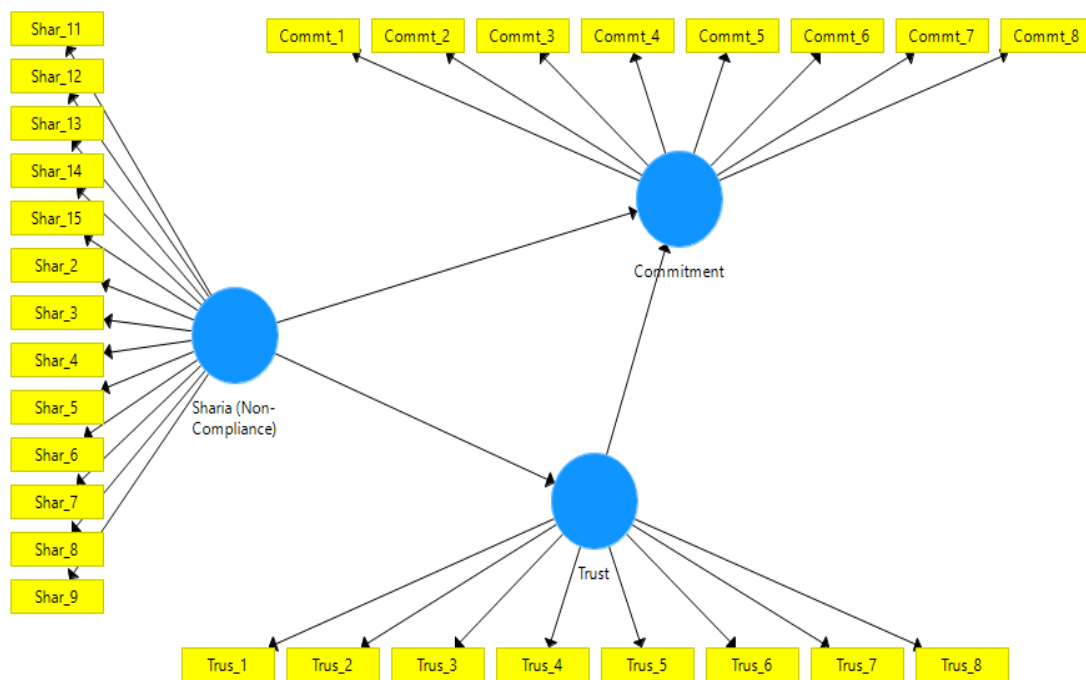 Shar_11
Shar_12
Shar_13
Shar_14
Shar_15
Shar_2
Shar_3
Shar_4
Shar_5
Shar_6
Shar_7
Shar_8
Shar_9
Commt_1
Commt_2
Commt_3
Commt_4
Commt_5
Commt_6
Commt_7
Commt_8
Commitment
Sharia (Non-
Compliance)
Trust
Trus_1
Trus_2
Trus_3
Trus_4
Trus_5
Trus_6
Trus_7
Trus_8